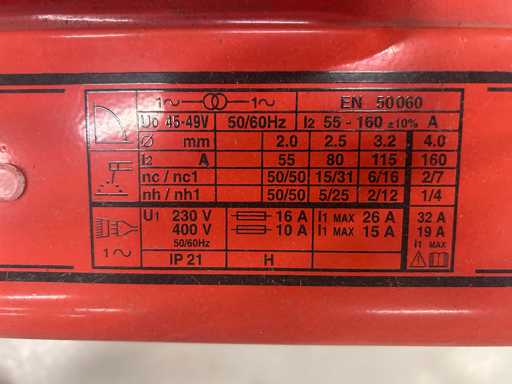 1~ 1~ EN 50060
U0 45-49V 50/60Hz I2 55 - 160 ±10% A
Ø mm 2.0 2.5 3.2 4.0
I2 A 55 80 115 160
nc / nc1 50/50 15/31 6/16 2/7
nh / nh1 50/50 5/25 2/12 1/4
U1 230 V 16 A I1 MAX 26 A 32 A
400 V 10 A I1 MAX 15 A 19 A
1~ 50/60Hz I1 MAX
IP 21 H